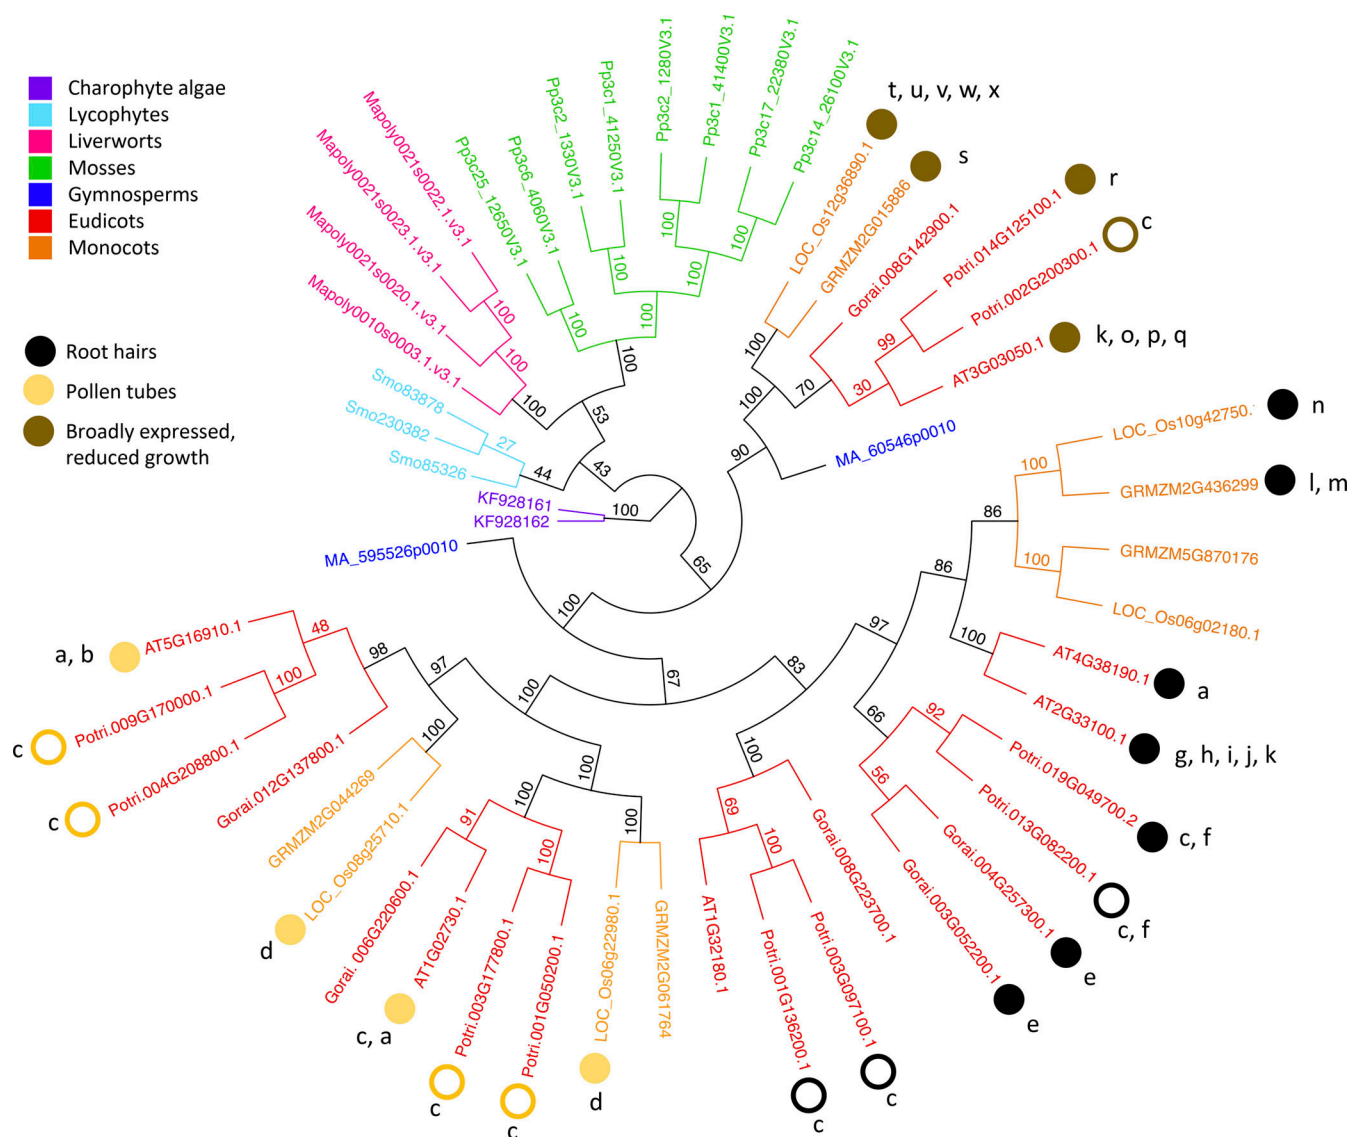 Charophyte algae
Lycophytes
Liverworts
Mosses
Gymnosperms
Eudicots
Monocots
Root hairs
Pollen tubes
Broadly expressed,
reduced growth
KF928162
KF928161
100
Smo85326
Smo230382
Smo83878
27
44
43
53
Mapoly0010s0003.1.v3.1
Mapoly0021s0020.1.v3.1
Mapoly0021s0023.1.v3.1
Mapoly0021s0022.1.v3.1
100
100
100
Pp3c25_12650V3.1
Pp3c6_4060V3.1
Pp3c2_1330V3.1
Pp3c1_41250V3.1
Pp3c2_1280V3.1
Pp3c1_41400V3.1
Pp3c17_22380V3.1
Pp3c14_26100V3.1
100
100
100
100
100
100
100
LOC_Os12g36890.1
t, u, v, w, x
GRMZM2G015886
s
Gorai.008G142900.1
Potri.014G125100.1
r
Potri.002G200300.1
c
AT3G03050.1
k, o, p, q
100
99
30
70
100
90
MA_60546p0010
65
LOC_Os10g42750.
n
GRMZM2G436299
l, m
GRMZM5G870176
LOC_Os06g02180.1
100
100
86
86
100
AT4G38190.1
a
AT2G33100.1
g, h, i, j, k
Potri.019G049700.2
c, f
Potri.013G082200.1
c, f
Gorai.004G257300.1
e
Gorai.003G052200.1
e
92
56
66
97
83
100
Gorai.008G223700.1
Potri.003G097100.1
c
Potri.001G136200.1
c
AT1G32180.1
69
100
67
100
MA_595526p0010
GRMZM2G061764
LOC_Os06g22980.1
d
100
Potri.001G050200.1
c
Potri.003G177800.1
c
AT1G02730.1
c, a
Gorai. 006G220600.1
100
91
100
100
100
97
LOC_Os08g25710.1
d
GRMZM2G044269
100
Gorai.012G137800.1
Potri.004G208800.1
c
Potri.009G170000.1
c
AT5G16910.1
a, b
98
48
100